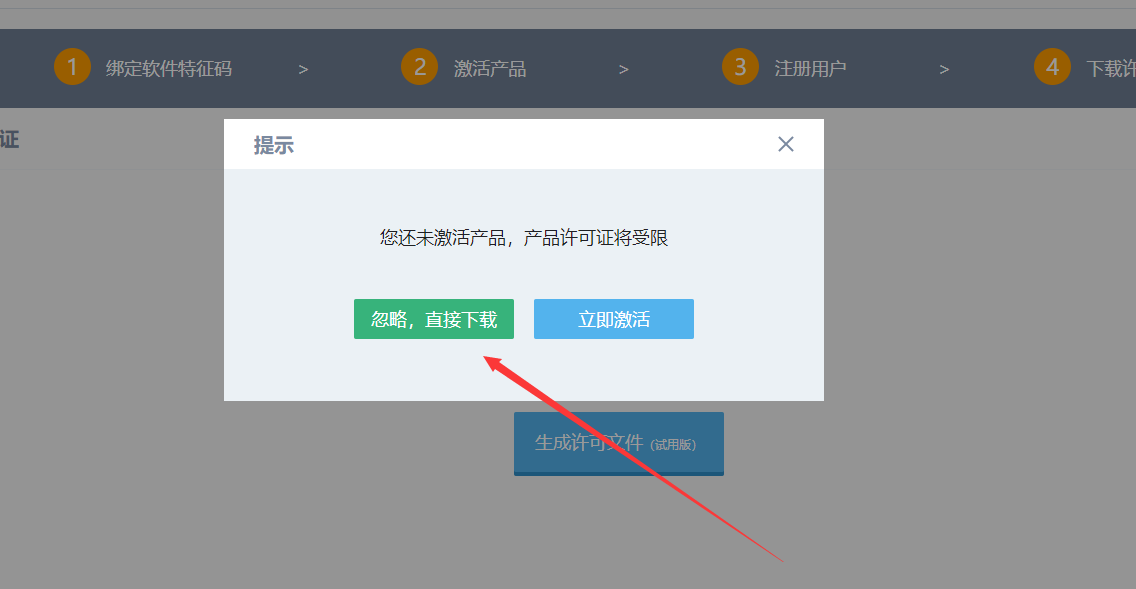 1 绑定软件特征码 > 2 激活产品 > 3 注册用户 > 4 下载许
证
提示
您还未激活产品，产品许可证将受限
忽略，直接下载 立即激活
生成许可文件 (试用版)